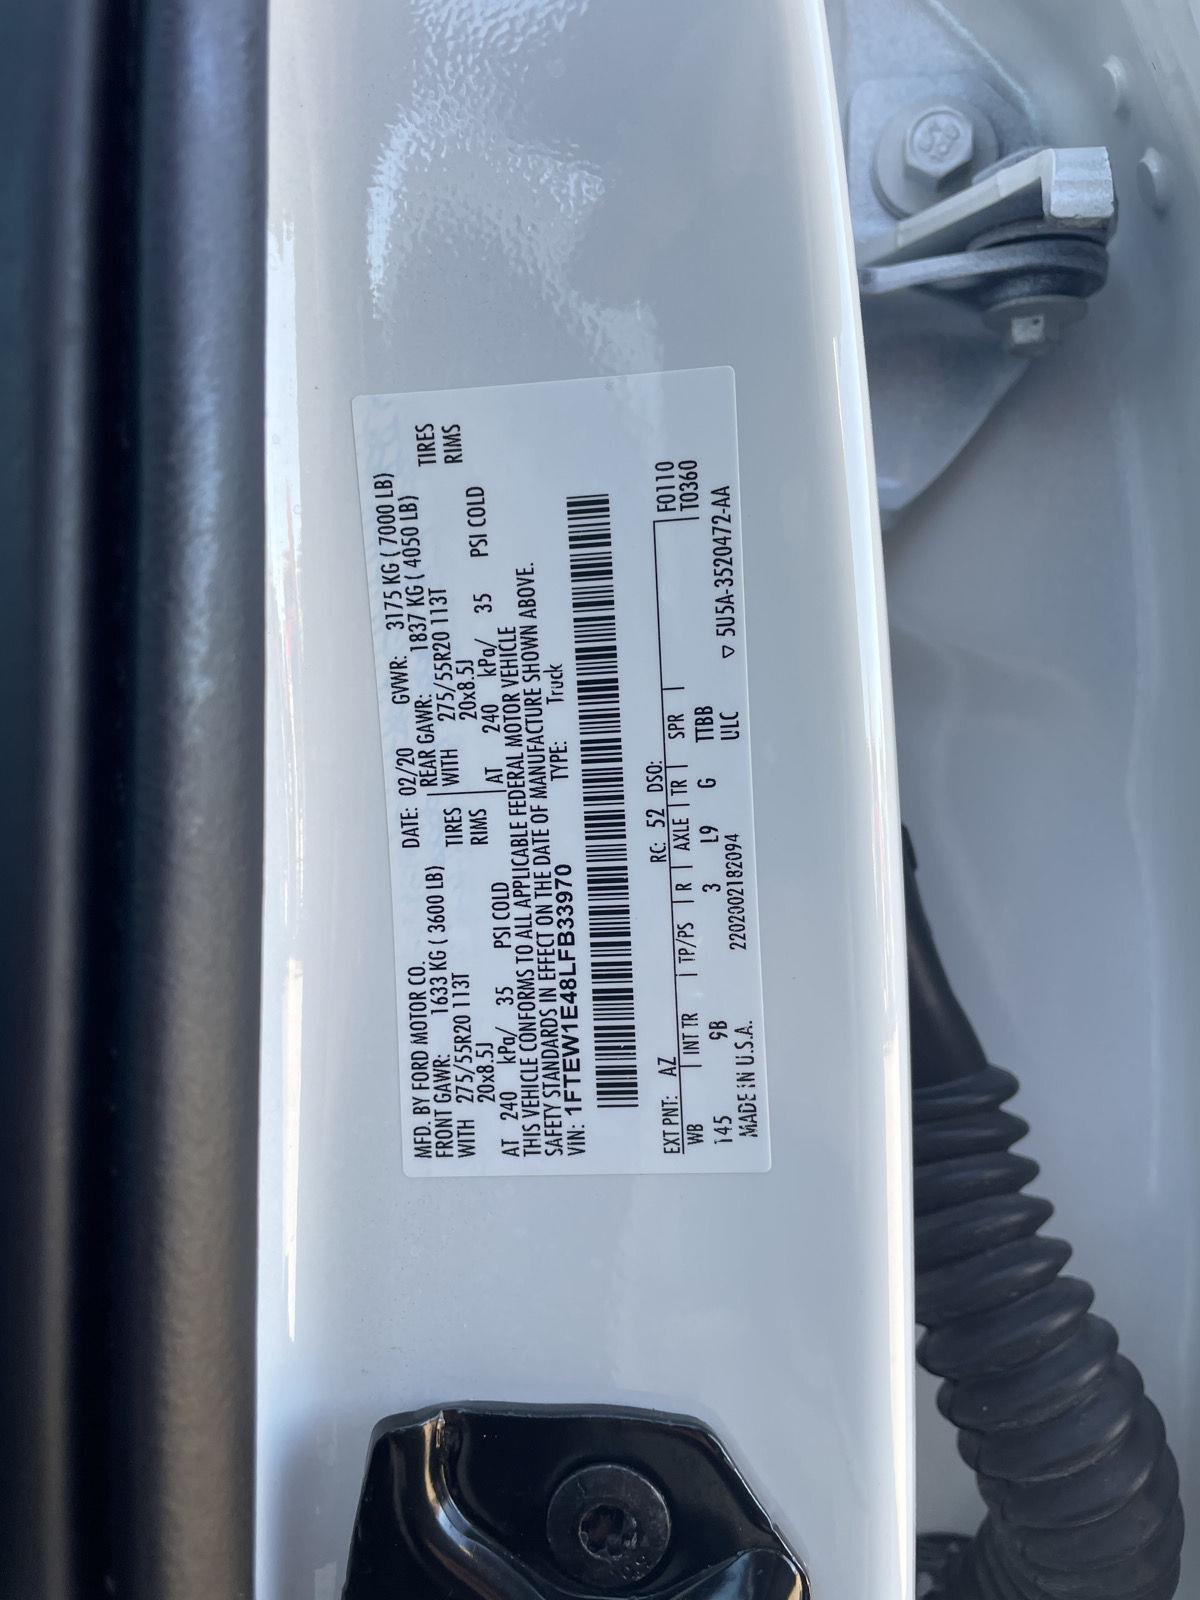 MFD. BY FORD MOTOR CO. DATE: 02/20 GVWR: 3175 KG ( 7000 LB)
FRONT GAWR: 1633 KG ( 3600 LB) REAR GAWR: 1837 KG ( 4050 LB)
WITH 275/55R20 113T TIRES WITH 275/55R20 113T TIRES
20x8.5J RIMS 20x8.5J RIMS
AT 240 kPa/ 35 PSI COLD AT 240 kPa/ 35 PSI COLD
THIS VEHICLE CONFORMS TO ALL APPLICABLE FEDERAL MOTOR VEHICLE
SAFETY STANDARDS IN EFFECT ON THE DATE OF MANUFACTURE SHOWN ABOVE.
VIN: 1FTEW1E48LFB33970 TYPE: Truck
EXT PNT: AZ RC: 52 DSO: F0110
WB INT TR TP/PS R AXLE TR SPR T0360
145 9B 3 L9 G TTBB
2202002182094 ULC
MADE IN U.S.A. ▽ 5U5A-3520472-AA